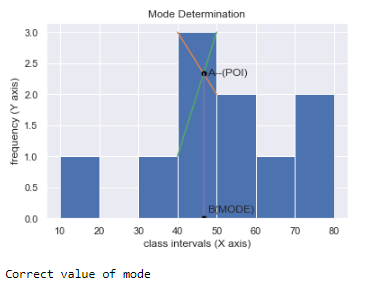 Mode Determination
frequency (Y axis)
3.0
2.5
2.0
1.5
1.0
0.5
0.0
A--(POI)
B(MODE)
10 20 30 40 50 60 70 80
class intervals (X axis)
Correct value of mode